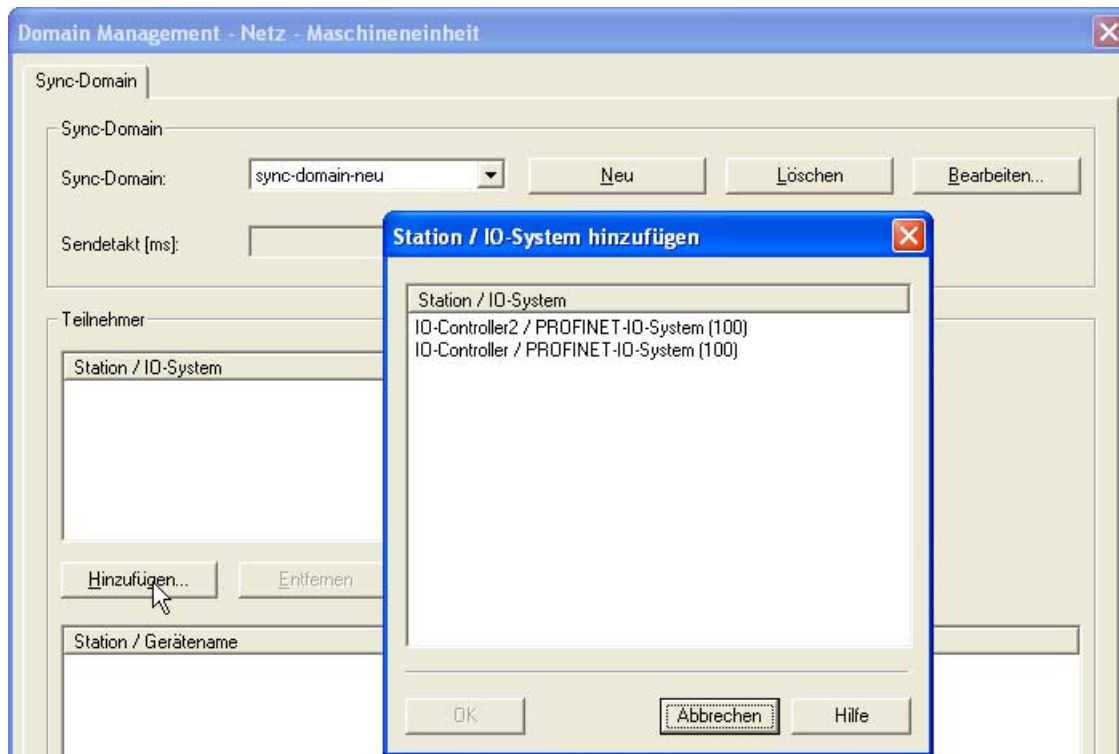 Domain Management - Netz - Maschineneinheit
Sync-Domain
Sync-Domain
Sync-Domain: sync-domain-neu Neu Löschen Bearbeiten...
Sendetakt [ms]:
Station / IO-System hinzufügen
Station / IO-System
IO-Controller2 / PROFINET-IO-System (100)
IO-Controller / PROFINET-IO-System (100)
Teilnehmer
Station / IO-System
Hinzufügen... Entfernen
Station / Gerätename
OK Abbrechen Hilfe